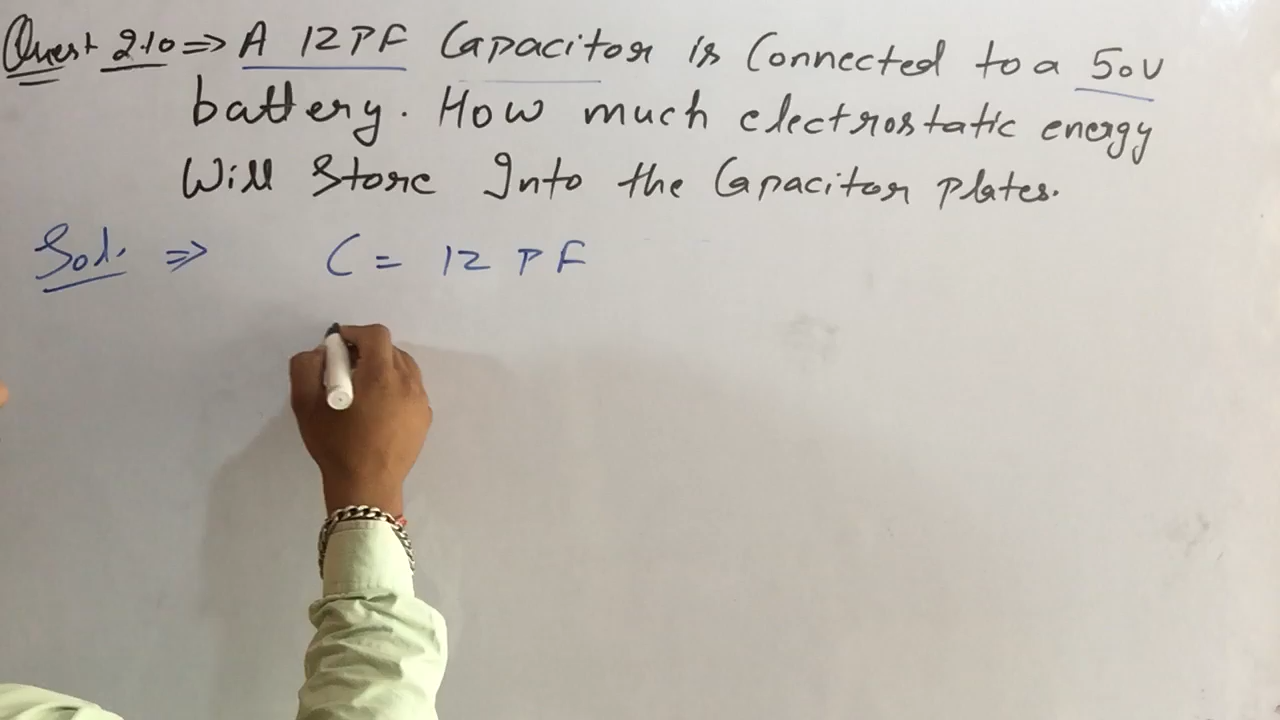 Quest 2.10 ⇒ A 12PF Capacitor is Connected to a 50V
battery. How much electrostatic energy
Will Store Into the Capacitor plates.
Sol. ⇒ C = 12 PF